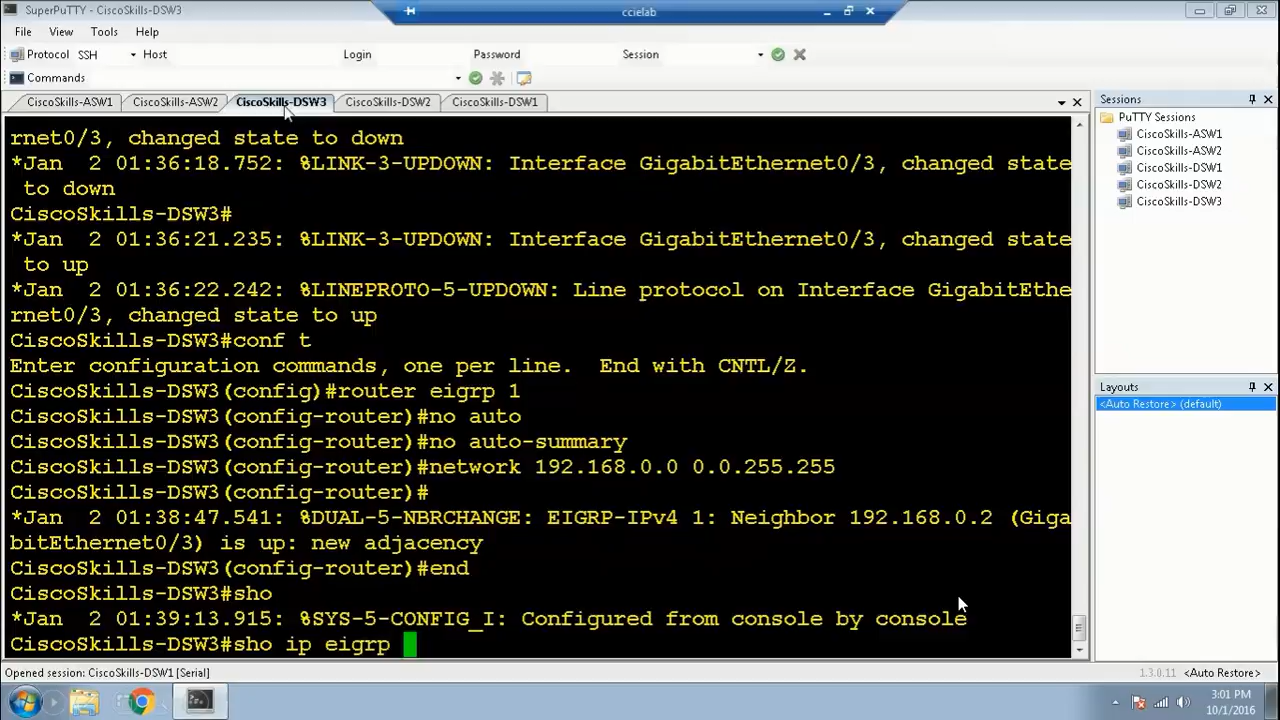 SuperPuTTY - CiscoSkills-DSW3
ccielab
File View Tools Help
Protocol SSH Host Login Password Session
Commands
CiscoSkills-ASW1 CiscoSkills-ASW2 CiscoSkills-DSW3 CiscoSkills-DSW2 CiscoSkills-DSW1
rnet0/3, changed state to down
*Jan  2 01:36:18.752: %LINK-3-UPDOWN: Interface GigabitEthernet0/3, changed state
 to down
CiscoSkills-DSW3#
*Jan  2 01:36:21.235: %LINK-3-UPDOWN: Interface GigabitEthernet0/3, changed state
 to up
*Jan  2 01:36:22.242: %LINEPROTO-5-UPDOWN: Line protocol on Interface GigabitEthe
rnet0/3, changed state to up
CiscoSkills-DSW3#conf t
Enter configuration commands, one per line.  End with CNTL/Z.
CiscoSkills-DSW3(config)#router eigrp 1
CiscoSkills-DSW3(config-router)#no auto
CiscoSkills-DSW3(config-router)#no auto-summary
CiscoSkills-DSW3(config-router)#network 192.168.0.0 0.0.255.255
CiscoSkills-DSW3(config-router)#
*Jan  2 01:38:47.541: %DUAL-5-NBRCHANGE: EIGRP-IPv4 1: Neighbor 192.168.0.2 (Giga
bitEthernet0/3) is up: new adjacency
CiscoSkills-DSW3(config-router)#end
CiscoSkills-DSW3#sho
*Jan  2 01:39:13.915: %SYS-5-CONFIG_I: Configured from console by console
CiscoSkills-DSW3#sho ip eigrp
Sessions
PuTTY Sessions
CiscoSkills-ASW1
CiscoSkills-ASW2
CiscoSkills-DSW1
CiscoSkills-DSW2
CiscoSkills-DSW3
Layouts
<Auto Restore> (default)
Opened session: CiscoSkills-DSW1 [Serial]
1.3.0.11 <Auto Restore>
3:01 PM
10/1/2016